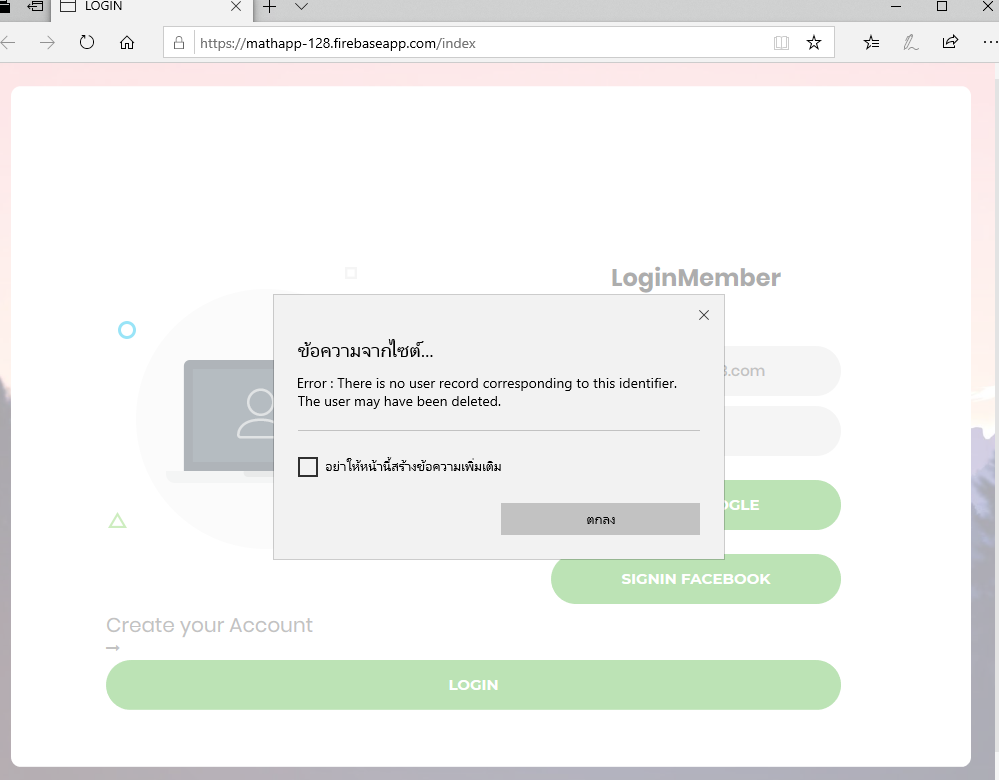 LOGIN
https://mathapp-128.firebaseapp.com/index
LoginMember
ข้อความจากไซต์...
Error : There is no user record corresponding to this identifier.
The user may have been deleted.
.com
อย่าให้หน้านี้สร้างข้อความเพิ่มเติม
ตกลง
OGLE
SIGNIN FACEBOOK
Create your Account
LOGIN